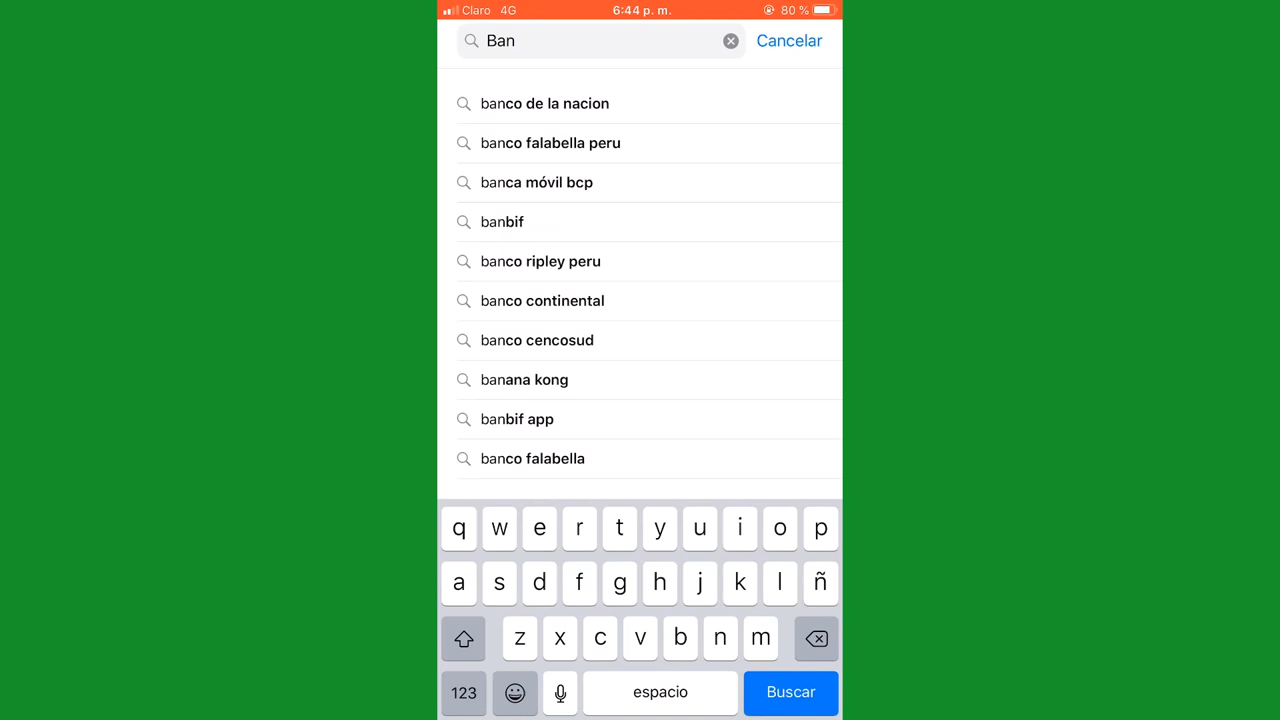 Claro 4G 6:44 p. m. 80 %
Ban Cancelar
banco de la nacion
banco falabella peru
banca móvil bcp
banbif
banco ripley peru
banco continental
banco cencosud
banana kong
banbif app
banco falabella
q w e r t y u i o p
a s d f g h j k l ñ
z x c v b n m
123 espacio Buscar